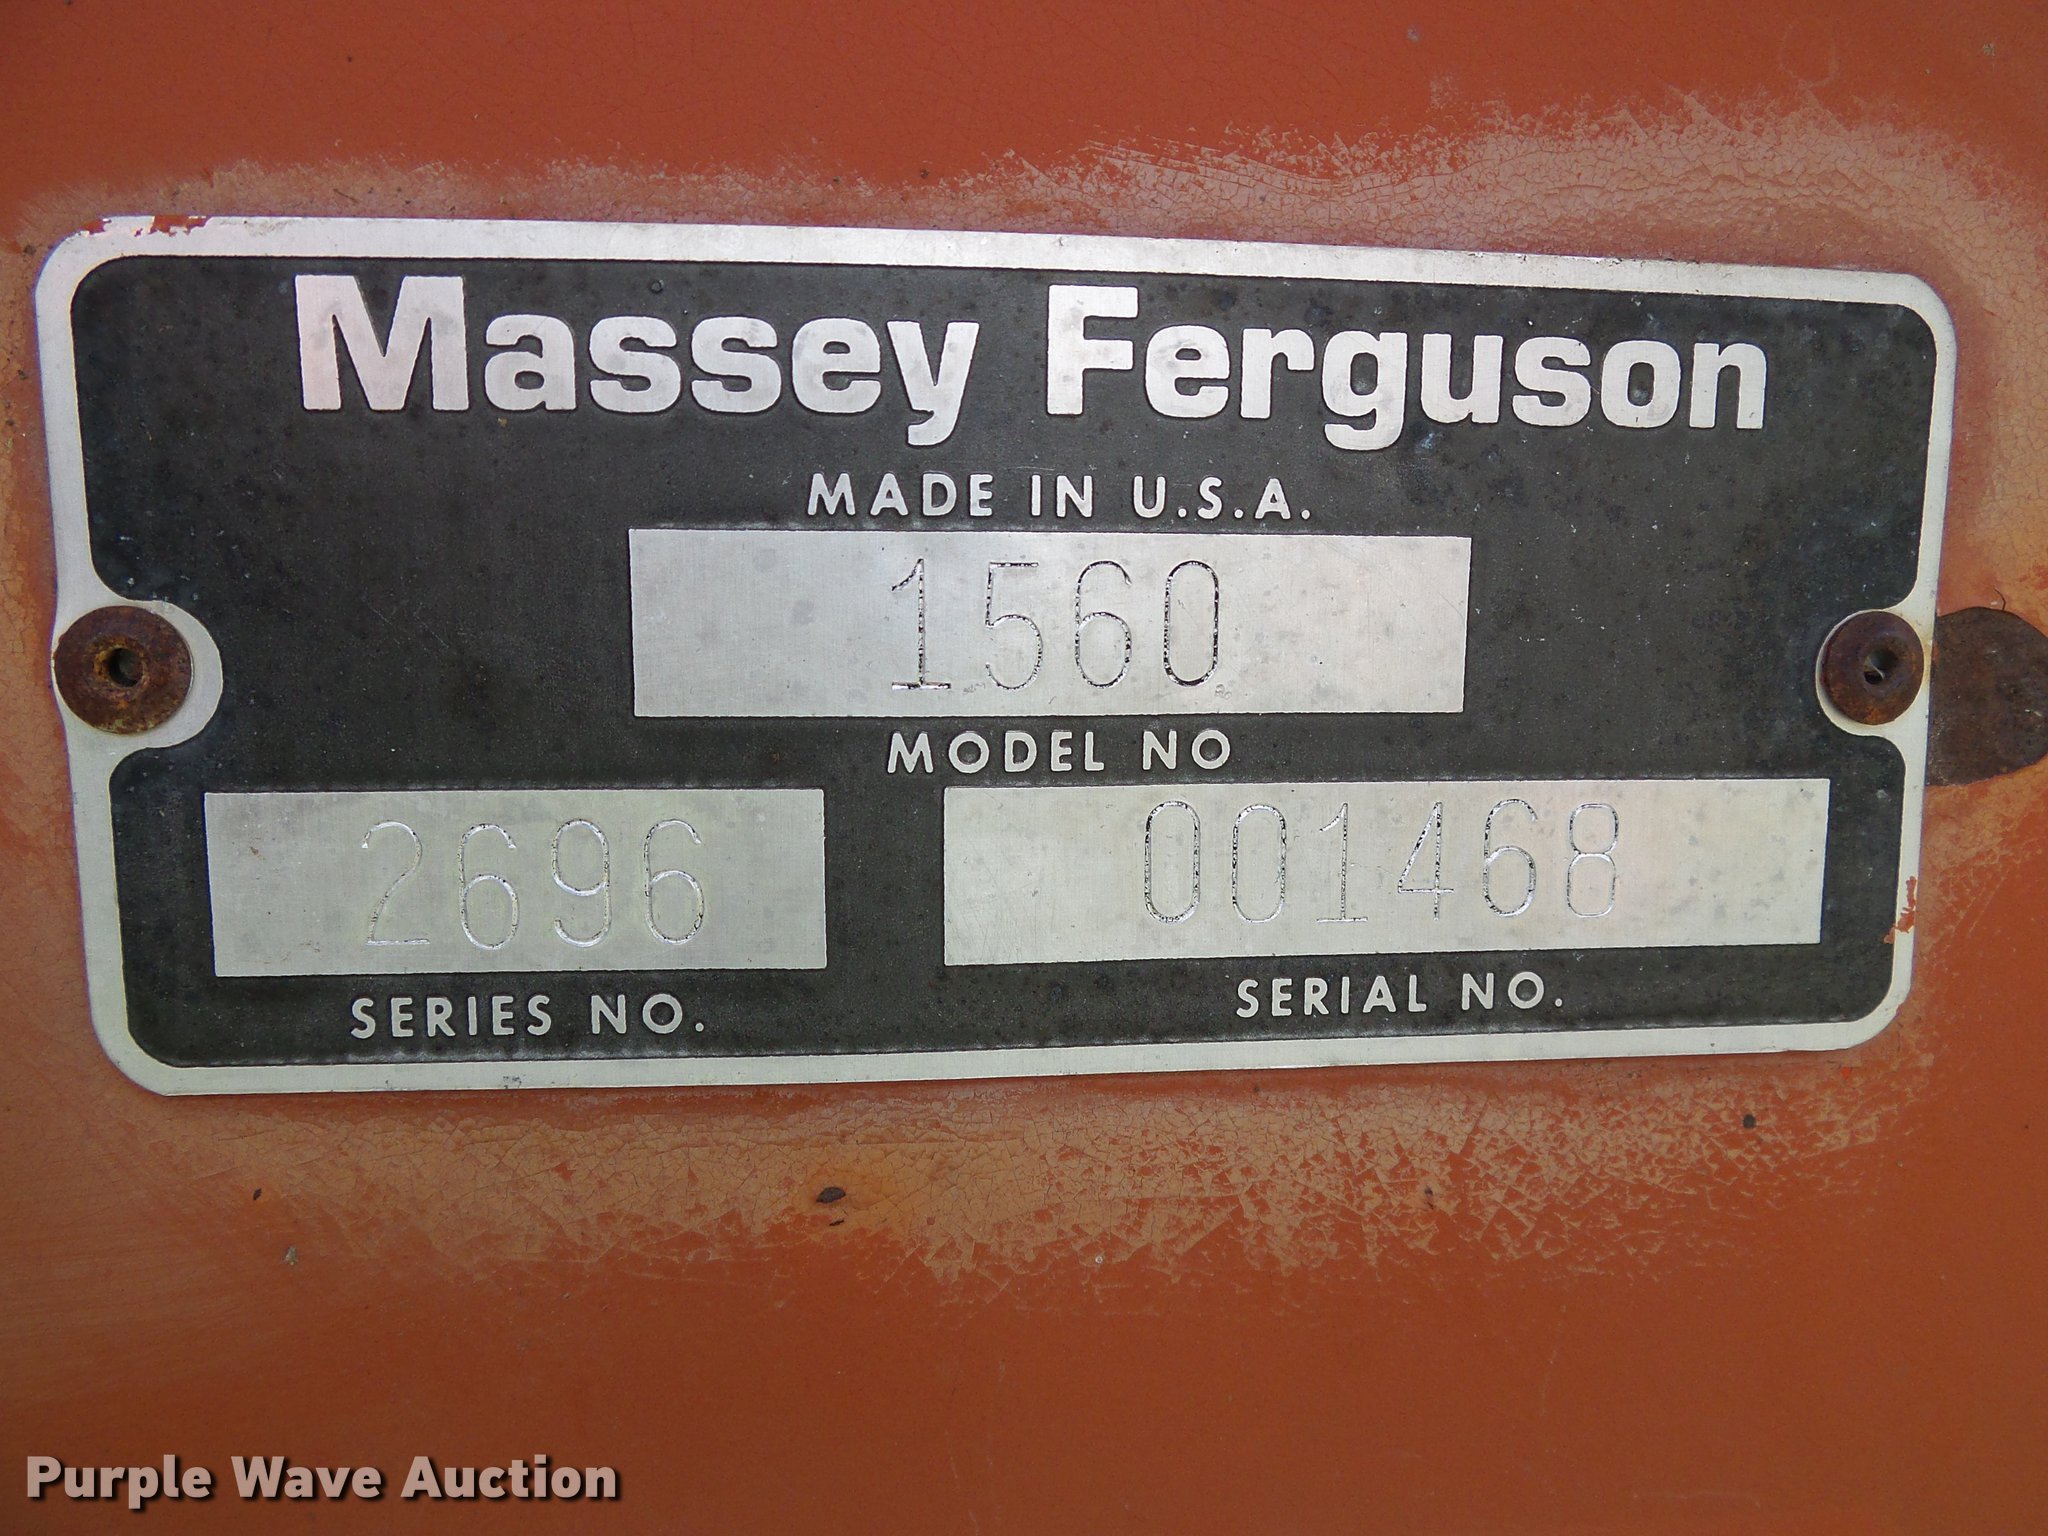 Massey Ferguson
MADE IN U.S.A.
1560
MODEL NO
2696
SERIES NO.
001468
SERIAL NO.
Purple Wave Auction